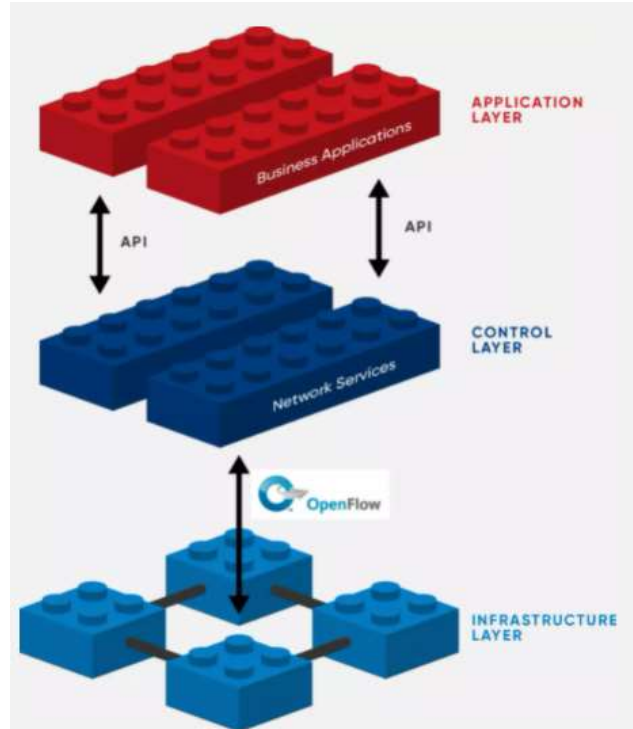 APPLICATION
LAYER
Business Applications
API
API
CONTROL
LAYER
Network Services
OpenFlow
INFRASTRUCTURE
LAYER